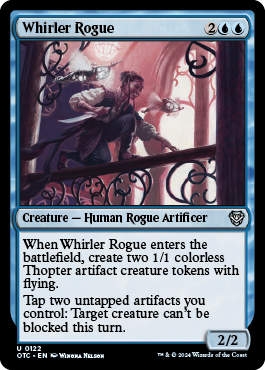 Whirler Rogue 2
Creature — Human Rogue Artificer
When Whirler Rogue enters the
battlefield, create two 1/1 colorless
Thopter artifact creature tokens with
flying.
Tap two untapped artifacts you
control: Target creature can't be
blocked this turn.
2/2
U 0122
OTC • EN Winona Nelson
™ & © 2024 Wizards of the Coast